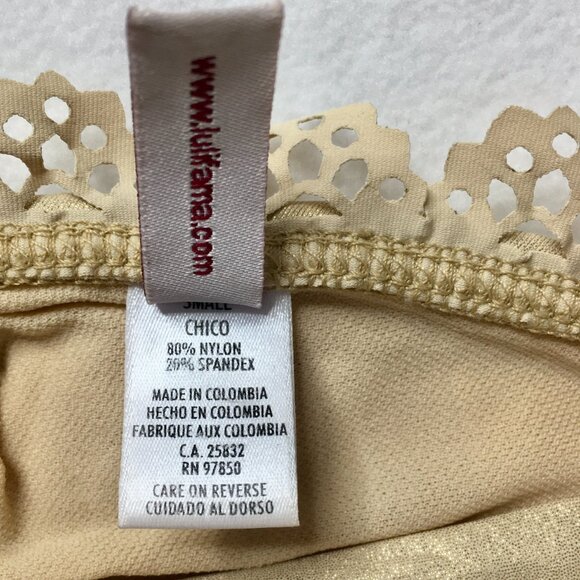 www.lulifama.com
SMALL
CHICO
80% NYLON
20% SPANDEX
MADE IN COLOMBIA
HECHO EN COLOMBIA
FABRIQUE AUX COLOMBIA
C.A. 25832
RN 97850
CARE ON REVERSE
CUIDADO AL DORSO